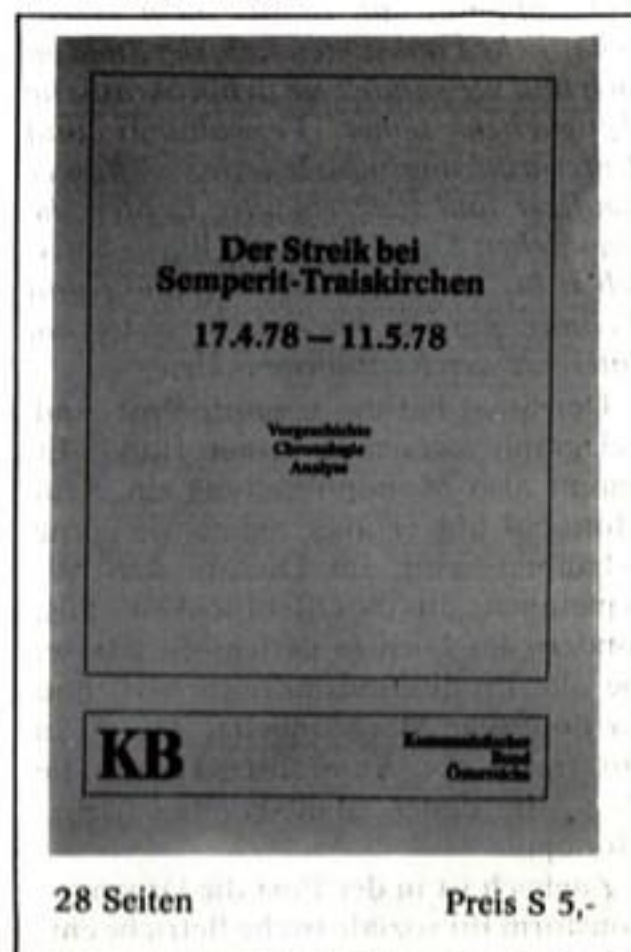 Der Streik bei
Semperit-Traiskirchen
17.4.78 — 11.5.78
Vorgeschichte
Chronologie
Analyse
KB
Kommunistischer
Bund
Österreichs
28 Seiten
Preis S 5,-